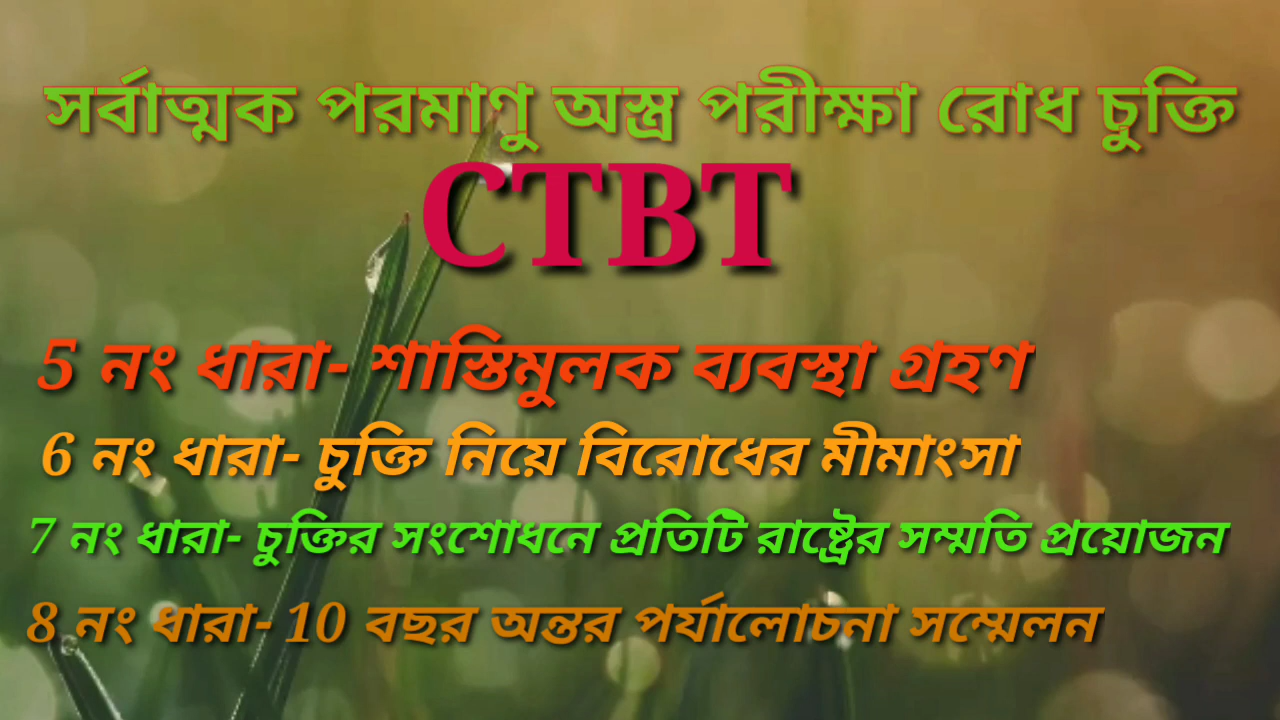 সর্বাত্মক পরমাণু অস্ত্র পরীক্ষা রোধ চুক্তি
CTBT
5 নং ধারা- শাস্তিমুলক ব্যবস্থা গ্রহণ
6 নং ধারা- চুক্তি নিয়ে বিরোধের মীমাংসা
7 নং ধারা- চুক্তির সংশোধনে প্রতিটি রাষ্ট্রের সম্মতি প্রয়োজন
8 নং ধারা- 10 বছর অন্তর পর্যালোচনা সম্মেলন